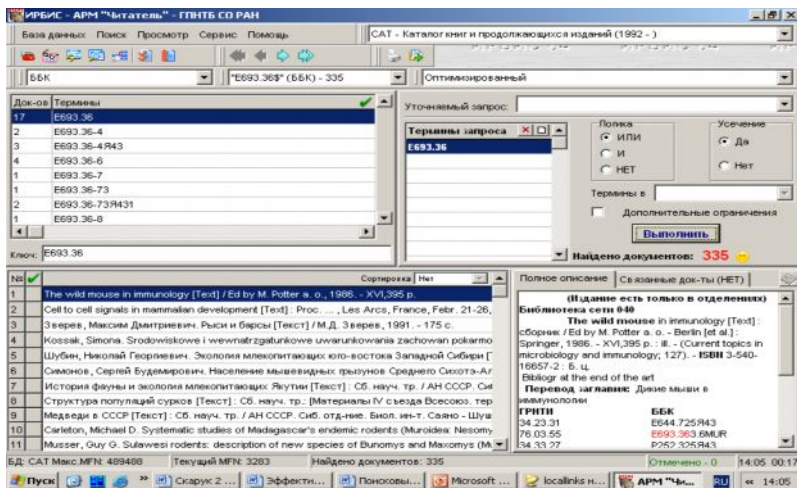 ИРБИС - АРМ "Читатель" - ГПНТБ СО РАН
База данных Поиск Просмотр Сервис Помощь
CAT - Каталог книг и продолжающихся изданий (1992 - )
ББК
"Е693.36$" (ББК) - 335
Оптимизированный
Док-ов Термины
17 Е693.36
2 Е693.36-4
3 Е693.36-4Я43
4 Е693.36-6
1 Е693.36-7
1 Е693.36-73
2 Е693.36-73Я431
1 Е693.36-8
Ключ: Е693.36
Уточняемый запрос:
Термины запроса
Е693.36
Логика
ИЛИ
И
НЕТ
Усечение
Да
Нет
Термины в
Дополнительные ограничения
Выполнить
Найдено документов: 335
№ Сортировка Нет
1 The wild mouse in immunology [Text] / Ed by M. Potter a. o., 1986. - XVI,395 p.
2 Cell to cell signals in mammalian development [Text] : Proc. ... , Les Arcs, France, Febr. 21-26,
3 Зверев, Максим Дмитриевич. Рыси и барсы [Текст] / М.Д. Зверев, 1991. - 175 с.
4 Kossak, Simona. Srodowiskowe i wewnatrzgatunkowe uwarunkowania zachowan pokarmo
5 Шубин, Николай Георгиевич. Экология млекопитающих юго-востока Западной Сибири [Т
6 Симонов, Сергей Будемирович. Население мышевидных грызунов Среднего Сихотэ-Ал
7 История фауны и экология млекопитающих Якутии [Текст] : Сб. науч. тр. / АН СССР. Си
8 Структура популяций сурков [Текст] : Сб. науч. тр.: [Материалы IV съезда Всесоюз. тер
9 Медведи в СССР [Текст] : Сб. науч. тр. / АН СССР. Сиб. отд-ние. Биол. ин-т. Саяно - Шуш
10 Carleton, Michael D. Systematic studies of Madagascar's endemic rodents (Muroidea: Nesomy
11 Musser, Guy G. Sulawesi rodents: description of new species of Bunomys and Maxomys (M
Полное описание Связанные док-ты (НЕТ)
(Издание есть только в отделениях)
Библиотека сети 040
The wild mouse in immunology [Text] :
сборник / Ed by M. Potter a. o. - Berlin [et al.] :
Springer, 1986. - XVI,395 p. : ill. - (Current topics in
microbiology and immunology; 127). - ISBN 3-540-
16657-2 : Б. ц.
Bibliogr at the end of the art
Перевод заглавия: Дикие мыши в
иммунологии
ГРНТИ ББК
34.23.31 Е644.725Я43
76.03.55 Е693.363.6MUR
34.33.27 Р252.325Я43
БД: CAT Макс.MFN: 489488 Текущий MFN: 3283 Найдено документов: 335 Отмечено - 0 14:05 00:17
Пуск » Скарук 2 ... Эффекти... Поисковы... Microsoft ... locallinks н... АРМ "Чи... RU « 14:05